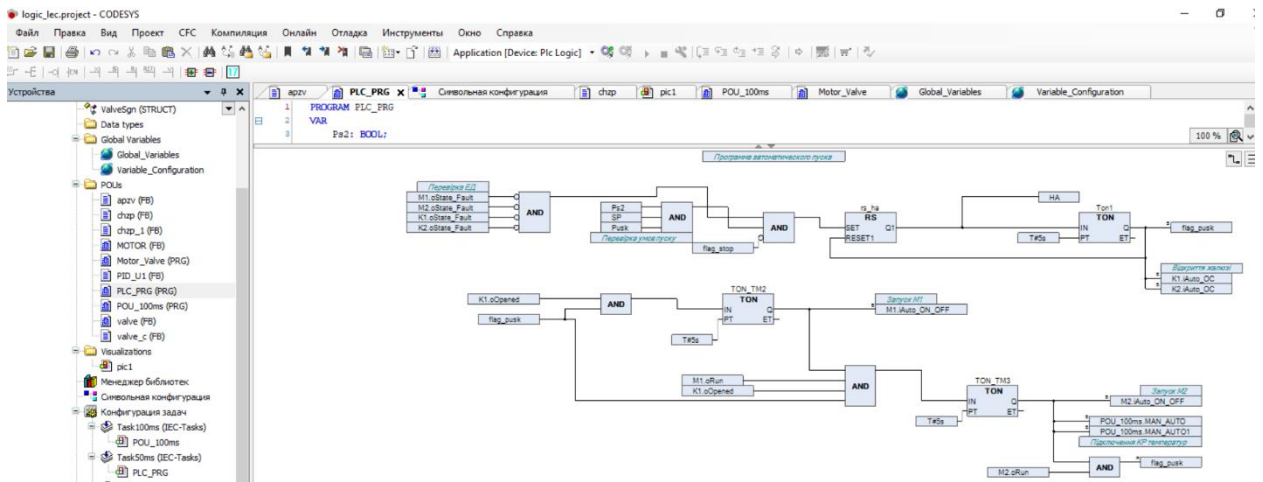 logic_lec.project - CODESYS
Файл Правка Вид Проект CFC Компиляция Онлайн Отладка Инструменты Окно Справка
Application [Device: Plc Logic]
Устройства
ValveSgn (STRUCT)
Data types
Global Variables
Global_Variables
Variable_Configuration
POUs
apzv (FB)
chzp (FB)
chzp_1 (FB)
MOTOR (FB)
Motor_Valve (PRG)
PID_U1 (FB)
PLC_PRG (PRG)
POU_100ms (PRG)
valve (FB)
valve_c (FB)
Visualizations
pic1
Менеджер библиотек
Символьная конфигурация
Конфигурация задач
Task100ms (IEC-Tasks)
POU_100ms
Task50ms (IEC-Tasks)
PLC_PRG
apzv PLC_PRG X Символьная конфигурация chzp pic1 POU_100ms Motor_Valve Global_Variables Variable_Configuration
1 PROGRAM PLC_PRG
2 VAR
3 Ps2: BOOL;
100 %
Програма автоматического пуска
Перевірка ЕД
M1.oState_Fault
M2.oState_Fault
K1.oState_Fault
K2.oState_Fault
AND
Ps2
SP
Pusk
AND
Перевірка умов пуску
flag_stop
AND
rs_ha
RS
SET Q1
RESET1
HA
Ton1
TON
IN Q
PT ET
T#5s
flag_pusk
Відкриття жалюзі
K1.iAuto_OC
K2.iAuto_OC
K1.oOpened
flag_pusk
AND
TON_TM2
TON
IN Q
PT ET
T#5s
Запуск M1
M1.iAuto_ON_OFF
M1.oRun
K1.oOpened
AND
TON_TM3
TON
IN Q
PT ET
T#5s
Запуск M2
M2.iAuto_ON_OFF
POU_100ms.MAN_AUTO
POU_100ms.MAN_AUTO1
Підключення КР температур
M2.oRun
AND
flag_pusk